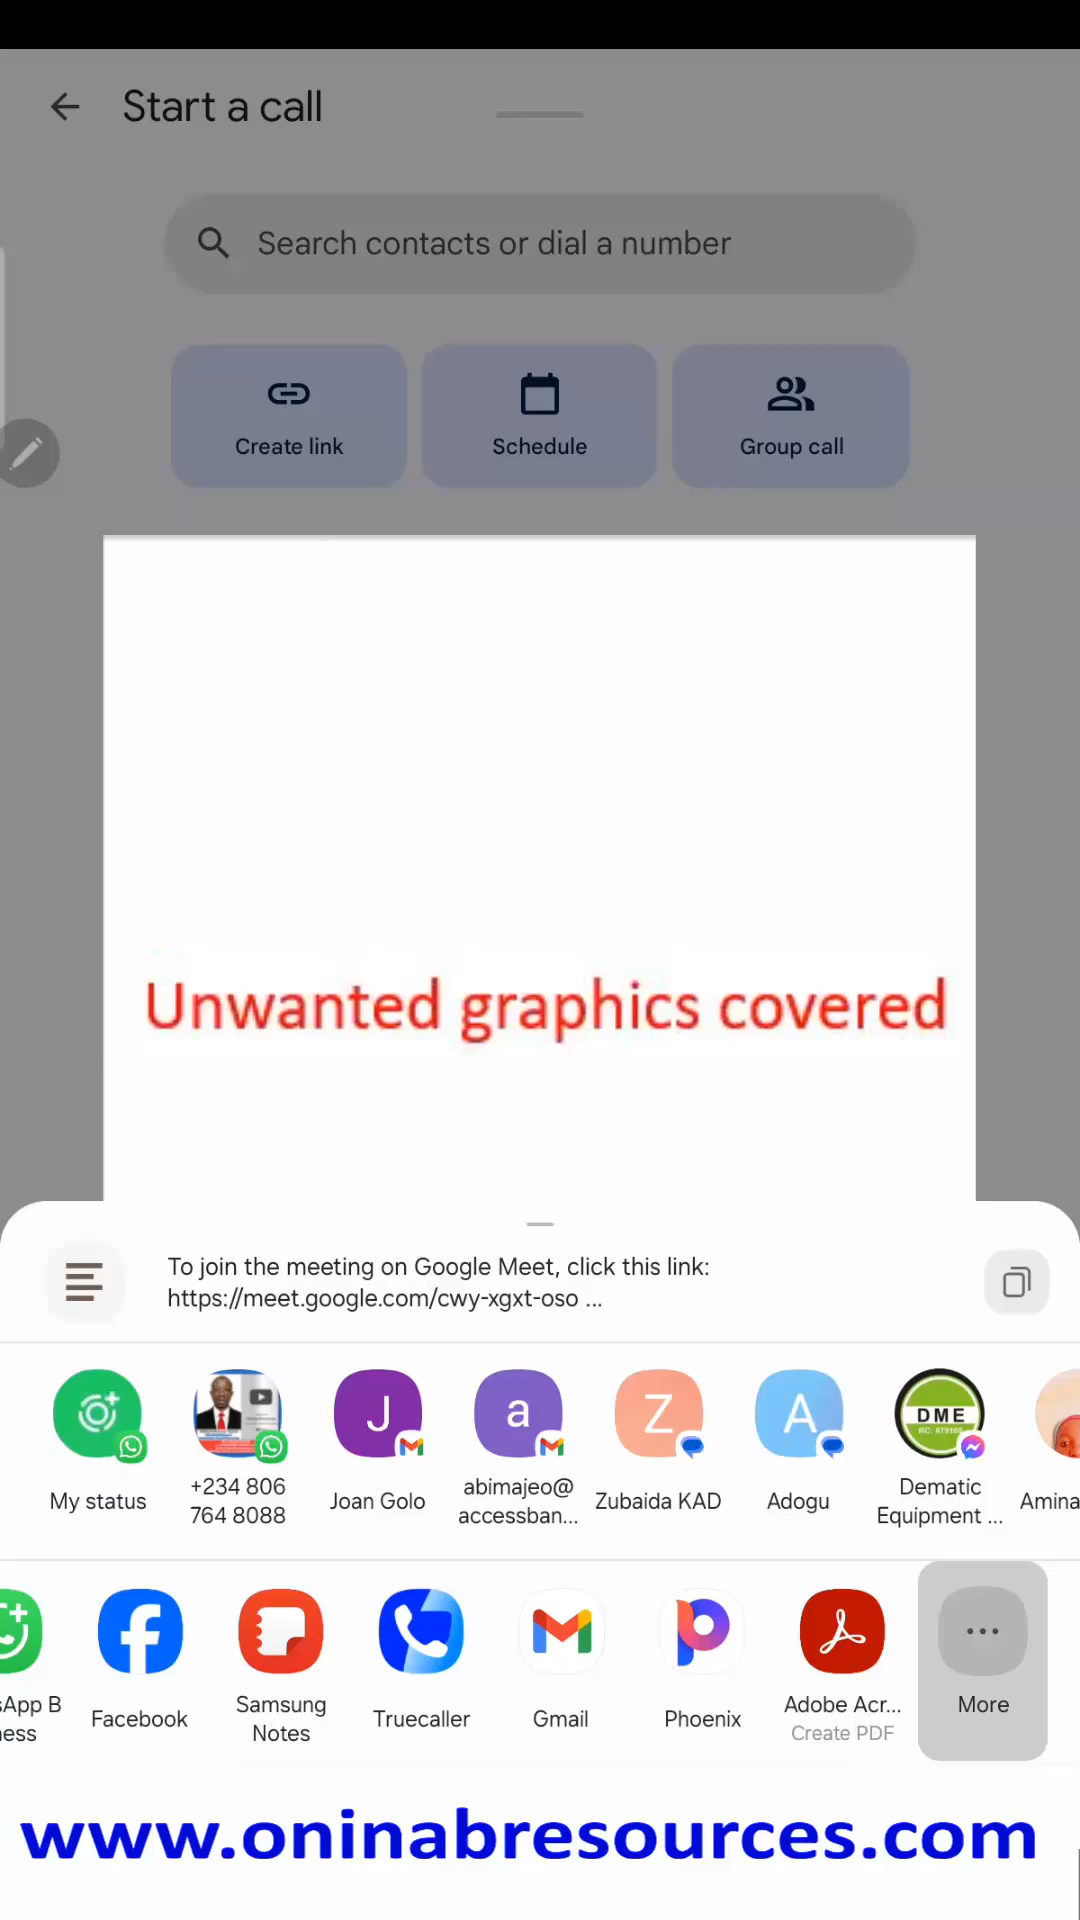 Start a call
Search contacts or dial a number
Create link
Schedule
Group call
Unwanted graphics covered
To join the meeting on Google Meet, click this link:
https://meet.google.com/cwy-xgxt-oso ...
J
a
Z
A
DME
My status
+234 806
764 8088
Joan Golo
abimajeo@
accessban...
Zubaida KAD
Adogu
Dematic
Equipment ...
Amina
sApp B
ness
Facebook
Samsung
Notes
Truecaller
Gmail
Phoenix
Adobe Acr...
Create PDF
More
www.oninabresources.com